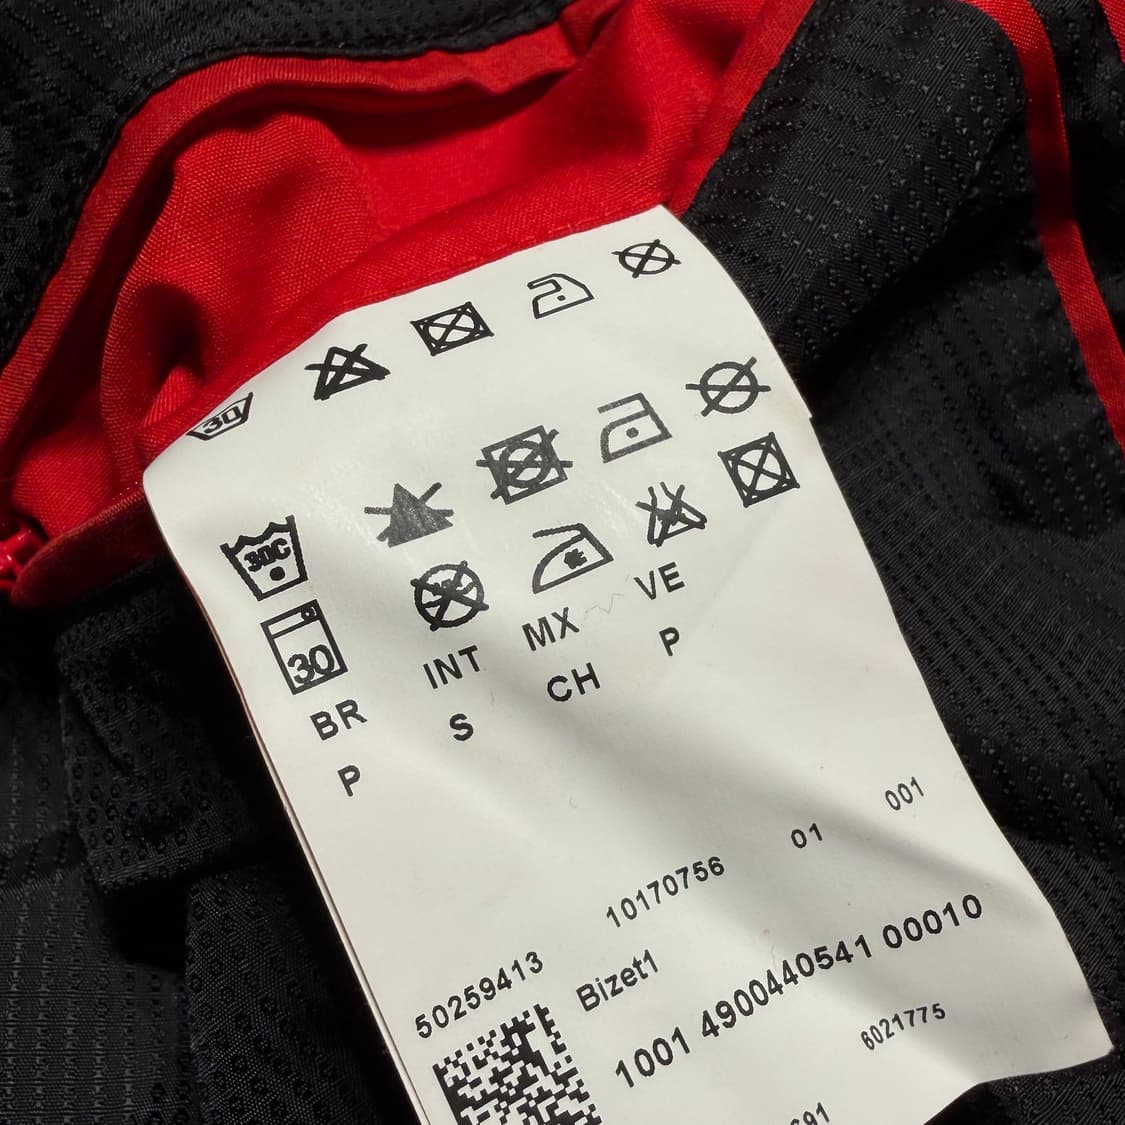 30
30C
30
BR INT MX VE
P S CH P
10170756 01 001
50259413 Bizet1
1001 4900440541 00010
6021775